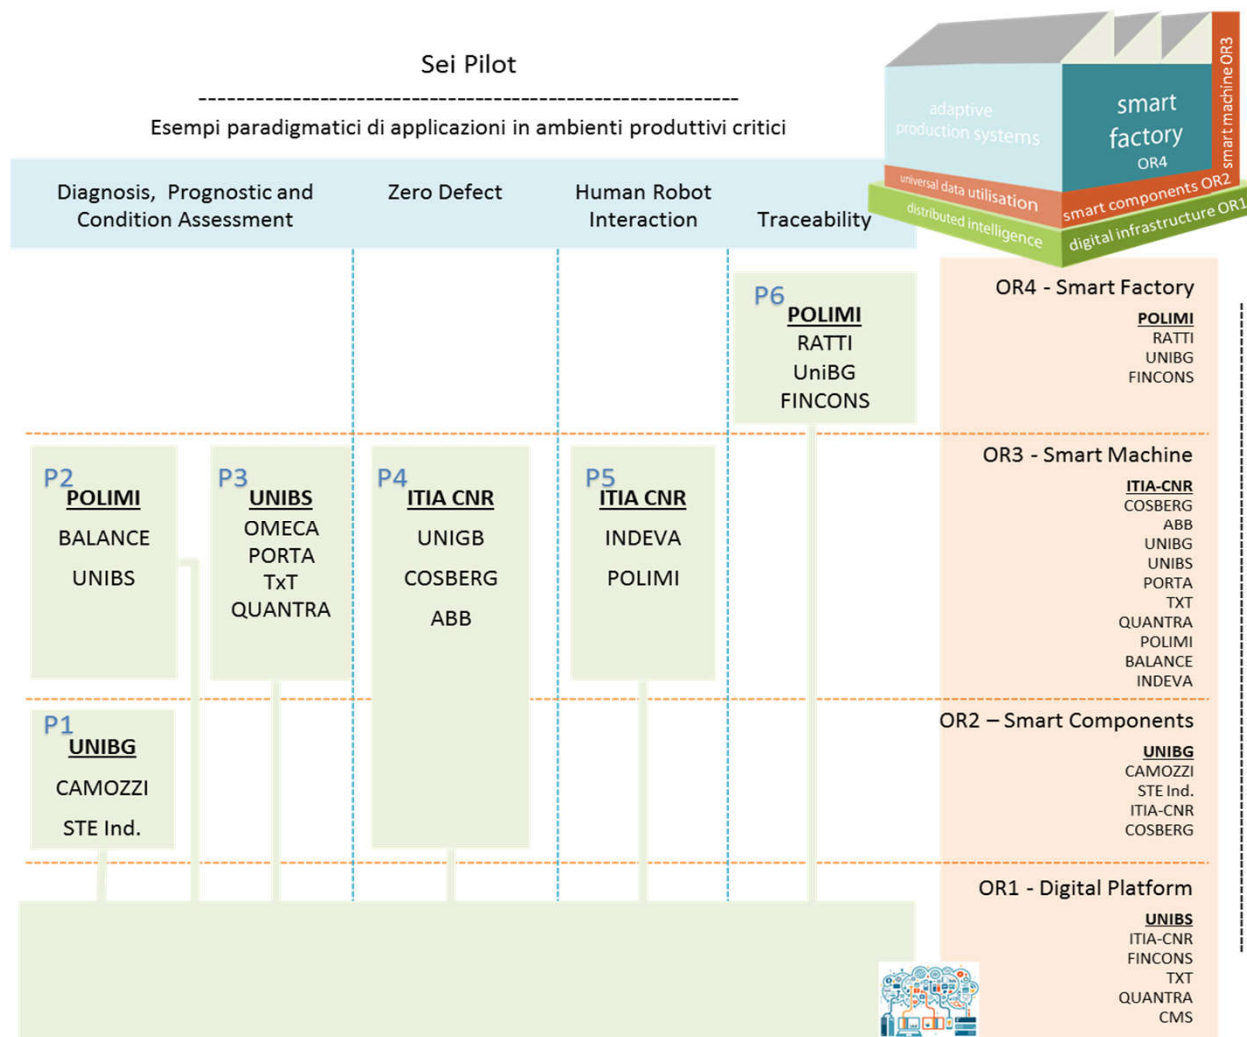 Sei Pilot
Esempi paradigmatici di applicazioni in ambienti produttivi critici
adaptive
production systems
smart
factory
OR4
smart machine OR3
universal data utilisation
smart components OR2
distributed intelligence
digital infrastructure OR1
Diagnosis, Prognostic and
Condition Assessment
Zero Defect
Human Robot
Interaction
Traceability
P6
POLIMI
RATTI
UniBG
FINCONS
OR4 - Smart Factory
POLIMI
RATTI
UNIBG
FINCONS
P2
POLIMI
BALANCE
UNIBS
P3
UNIBS
OMECA
PORTA
TxT
QUANTRA
P4
ITIA CNR
UNIGB
COSBERG
ABB
P5
ITIA CNR
INDEVA
POLIMI
OR3 - Smart Machine
ITIA-CNR
COSBERG
ABB
UNIBG
UNIBS
PORTA
TXT
QUANTRA
POLIMI
BALANCE
INDEVA
P1
UNIBG
CAMOZZI
STE Ind.
OR2 – Smart Components
UNIBG
CAMOZZI
STE Ind.
ITIA-CNR
COSBERG
OR1 - Digital Platform
UNIBS
ITIA-CNR
FINCONS
TXT
QUANTRA
CMS